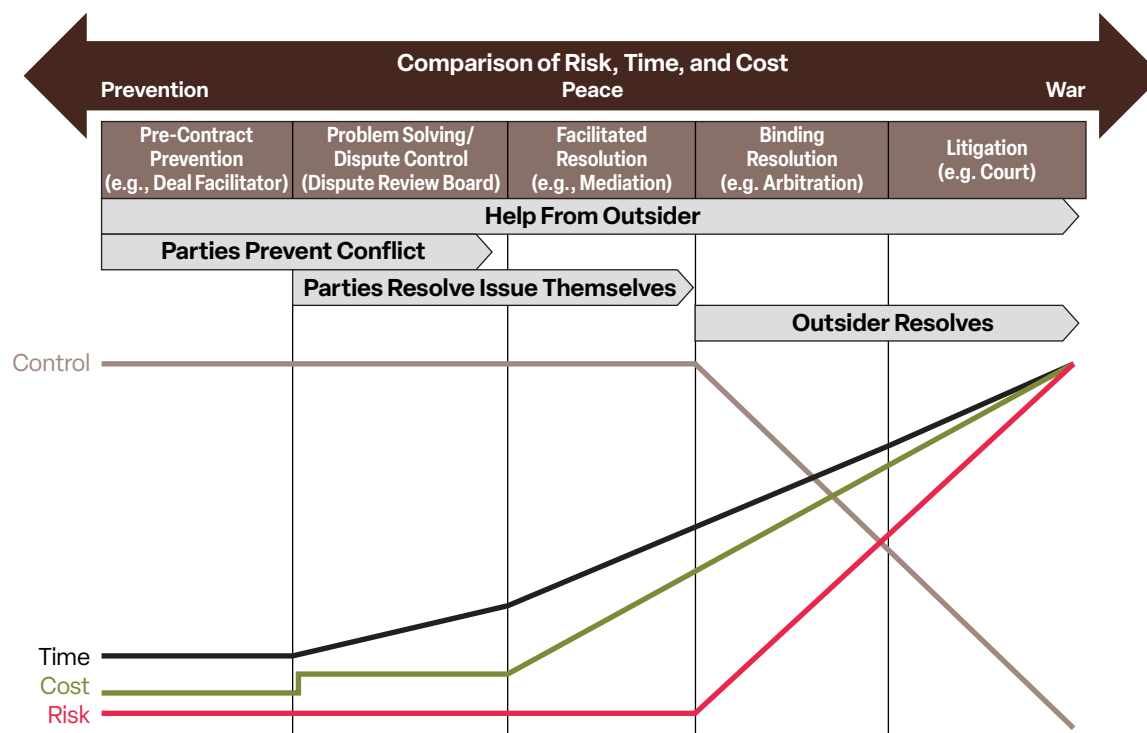 Comparison of Risk, Time, and Cost
Prevention
Peace
War
Pre-Contract
Prevention
(e.g., Deal Facilitator)
Problem Solving/
Dispute Control
(Dispute Review Board)
Facilitated
Resolution
(e.g., Mediation)
Binding
Resolution
(e.g. Arbitration)
Litigation
(e.g. Court)
Help From Outsider
Parties Prevent Conflict
Parties Resolve Issue Themselves
Outsider Resolves
Control
Time
Cost
Risk